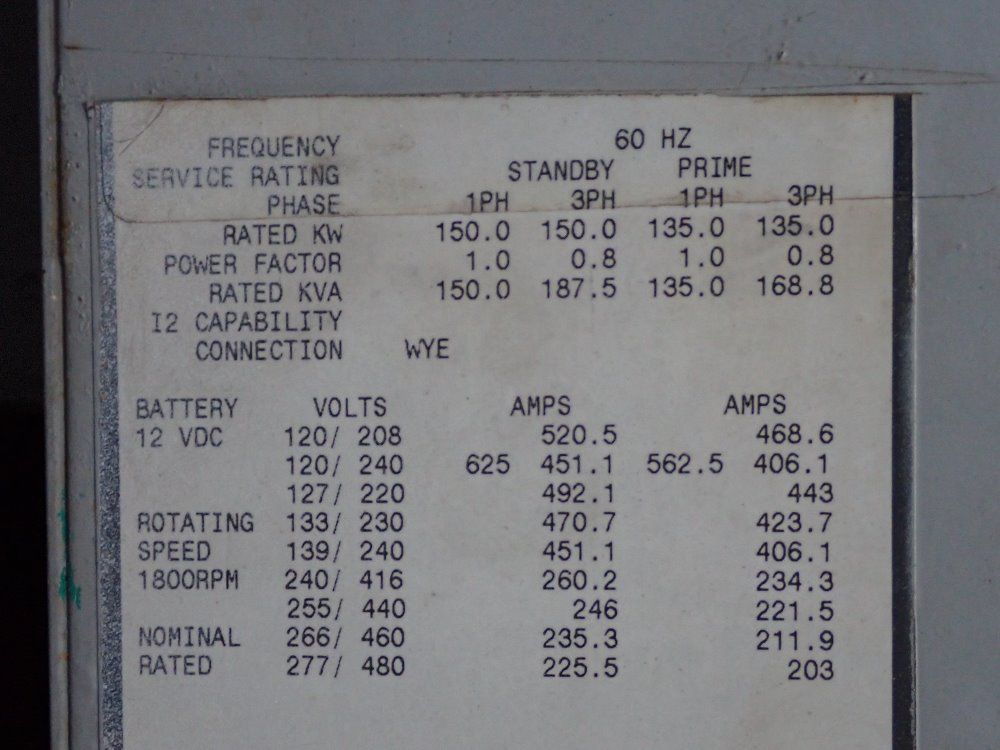 FREQUENCY 60 HZ
SERVICE RATING STANDBY PRIME
PHASE 1PH 3PH 1PH 3PH
RATED KW 150.0 150.0 135.0 135.0
POWER FACTOR 1.0 0.8 1.0 0.8
RATED KVA 150.0 187.5 135.0 168.8
I2 CAPABILITY
CONNECTION WYE
BATTERY VOLTS AMPS AMPS
12 VDC 120/ 208 520.5 468.6
120/ 240 625 451.1 562.5 406.1
127/ 220 492.1 443
ROTATING 133/ 230 470.7 423.7
SPEED 139/ 240 451.1 406.1
1800RPM 240/ 416 260.2 234.3
255/ 440 246 221.5
NOMINAL 266/ 460 235.3 211.9
RATED 277/ 480 225.5 203